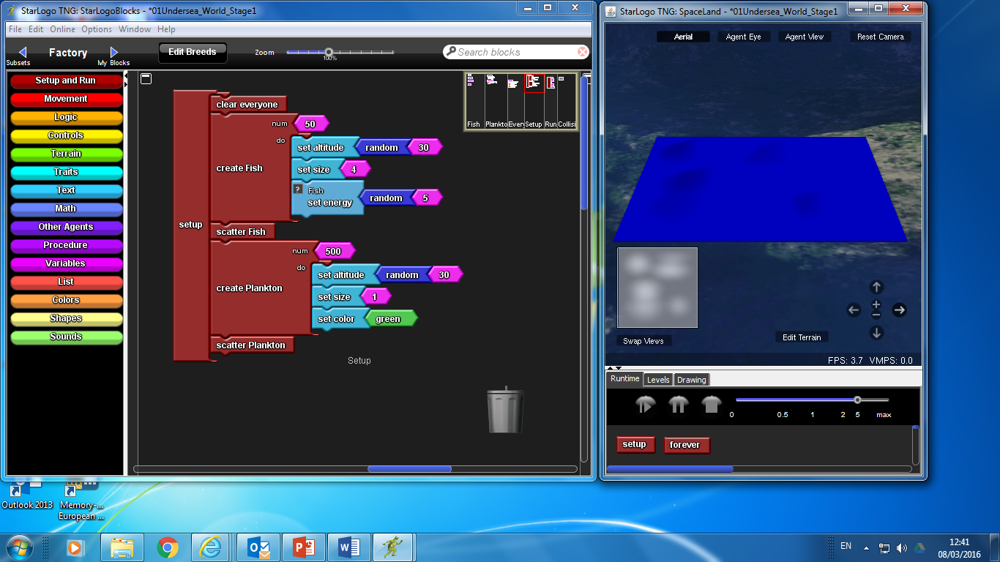 StarLogo TNG: StarLogoBlocks - *01Undersea_World_Stage1
File Edit Online Options Window Help
Subsets
Factory
My Blocks
Edit Breeds
Zoom
100%
Search blocks
Setup and Run
Movement
Logic
Controls
Terrain
Traits
Text
Math
Other Agents
Procedure
Variables
List
Colors
Shapes
Sounds
Fish Plankto Every Setup Run Collisi
setup
clear everyone
create Fish
num 50
do
set altitude random 30
set size 4
? Fish
set energy random 5
scatter Fish
create Plankton
num 500
do
set altitude random 30
set size 1
set color green
scatter Plankton
Setup
StarLogo TNG: SpaceLand - *01Undersea_World_Stage1
Aerial Agent Eye Agent View Reset Camera
Swap Views
Edit Terrain
FPS: 3.7 VMPS: 0.0
Runtime Levels Drawing
0 0.5 1 2 5 max
setup forever
Outlook 2013
Memory-...
European ...
EN
12:41
08/03/2016